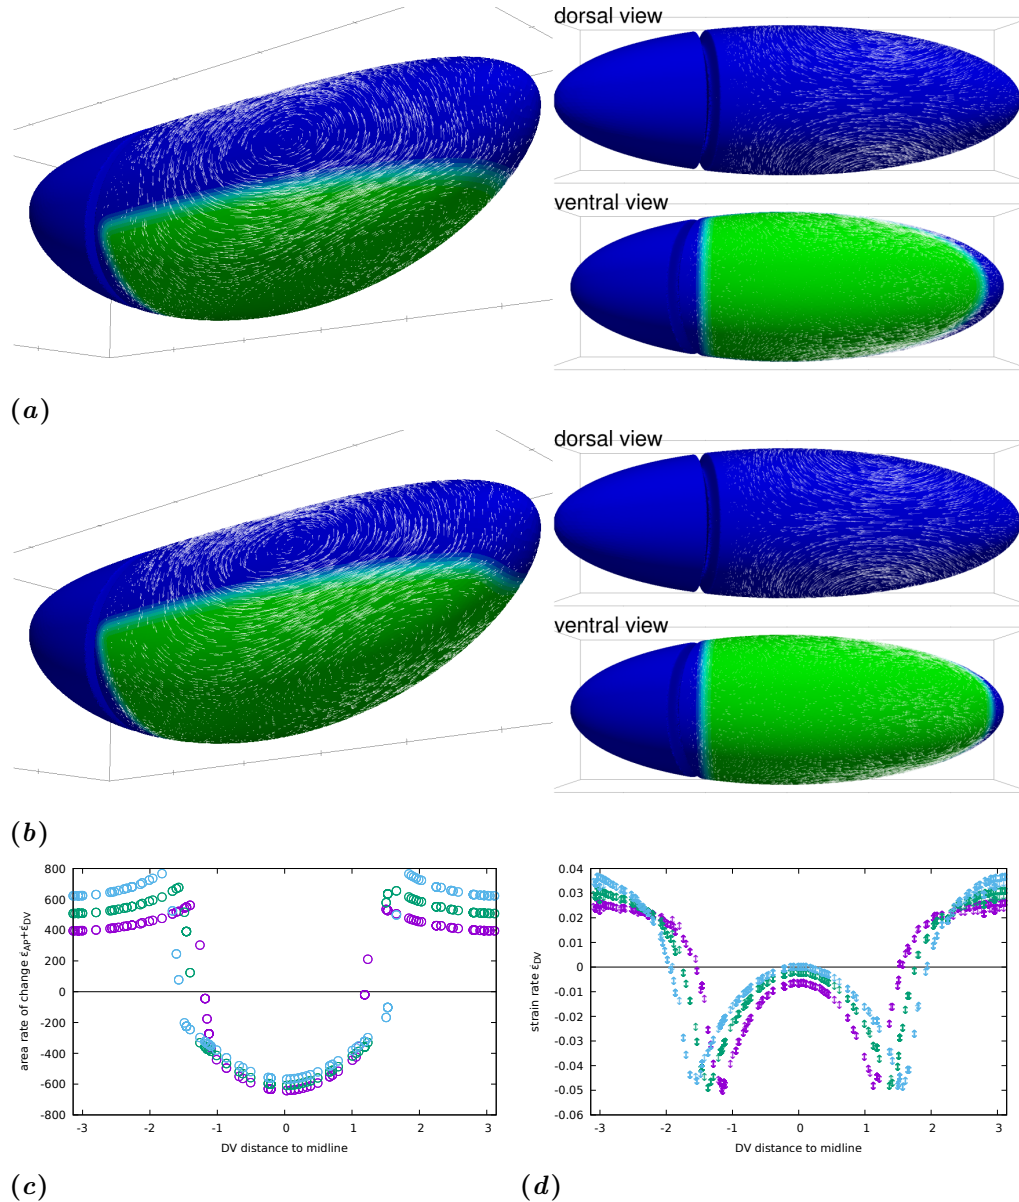 dorsal view
ventral view
(a)
dorsal view
ventral view
(b)
area rate of change ε̇AP+ε̇DV
800
600
400
200
0
-200
-400
-600
-800
-3 -2 -1 0 1 2 3
DV distance to midline
(c)
strain rate ε̇DV
0.04
0.03
0.02
0.01
0
-0.01
-0.02
-0.03
-0.04
-0.05
-0.06
-3 -2 -1 0 1 2 3
DV distance to midline
(d)